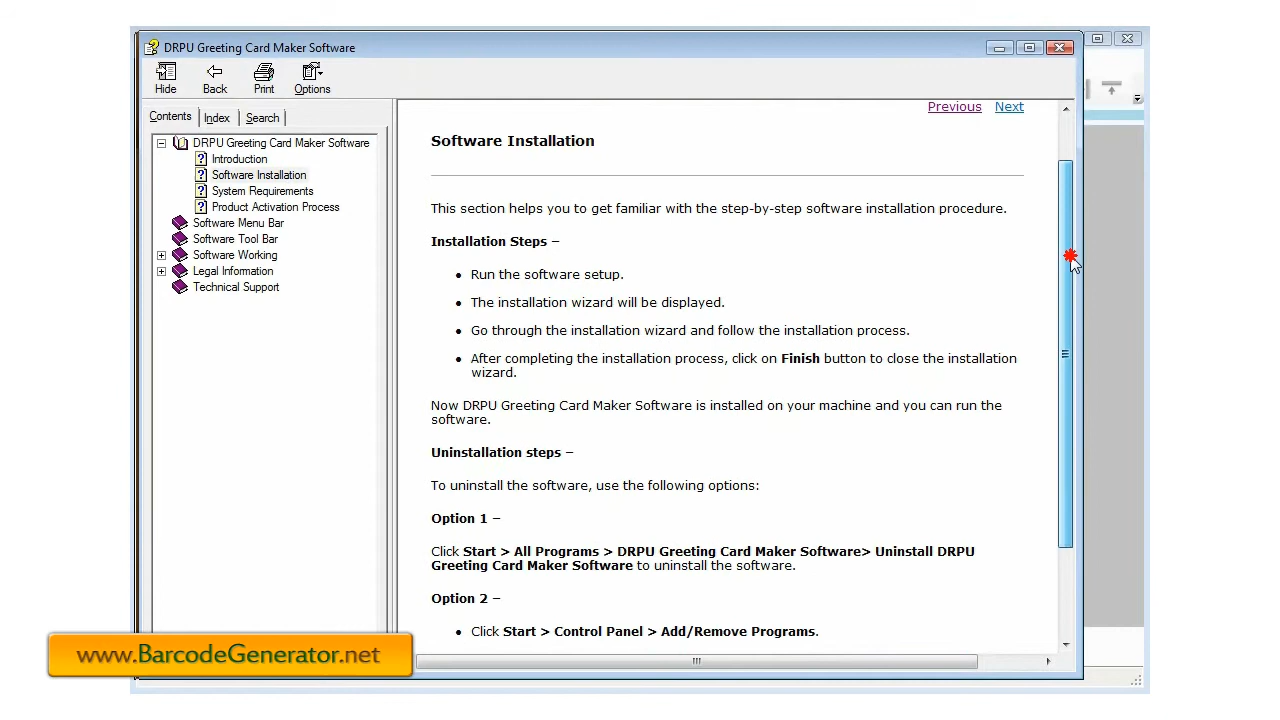 DRPU Greeting Card Maker Software
Hide Back Print Options
Contents Index Search
DRPU Greeting Card Maker Software
Introduction
Software Installation
System Requirements
Product Activation Process
Software Menu Bar
Software Tool Bar
Software Working
Legal Information
Technical Support
Previous Next
Software Installation
This section helps you to get familiar with the step-by-step software installation procedure.
Installation Steps –
• Run the software setup.
• The installation wizard will be displayed.
• Go through the installation wizard and follow the installation process.
• After completing the installation process, click on Finish button to close the installation
wizard.
Now DRPU Greeting Card Maker Software is installed on your machine and you can run the
software.
Uninstallation steps –
To uninstall the software, use the following options:
Option 1 –
Click Start > All Programs > DRPU Greeting Card Maker Software> Uninstall DRPU
Greeting Card Maker Software to uninstall the software.
Option 2 –
• Click Start > Control Panel > Add/Remove Programs.
www.BarcodeGenerator.net